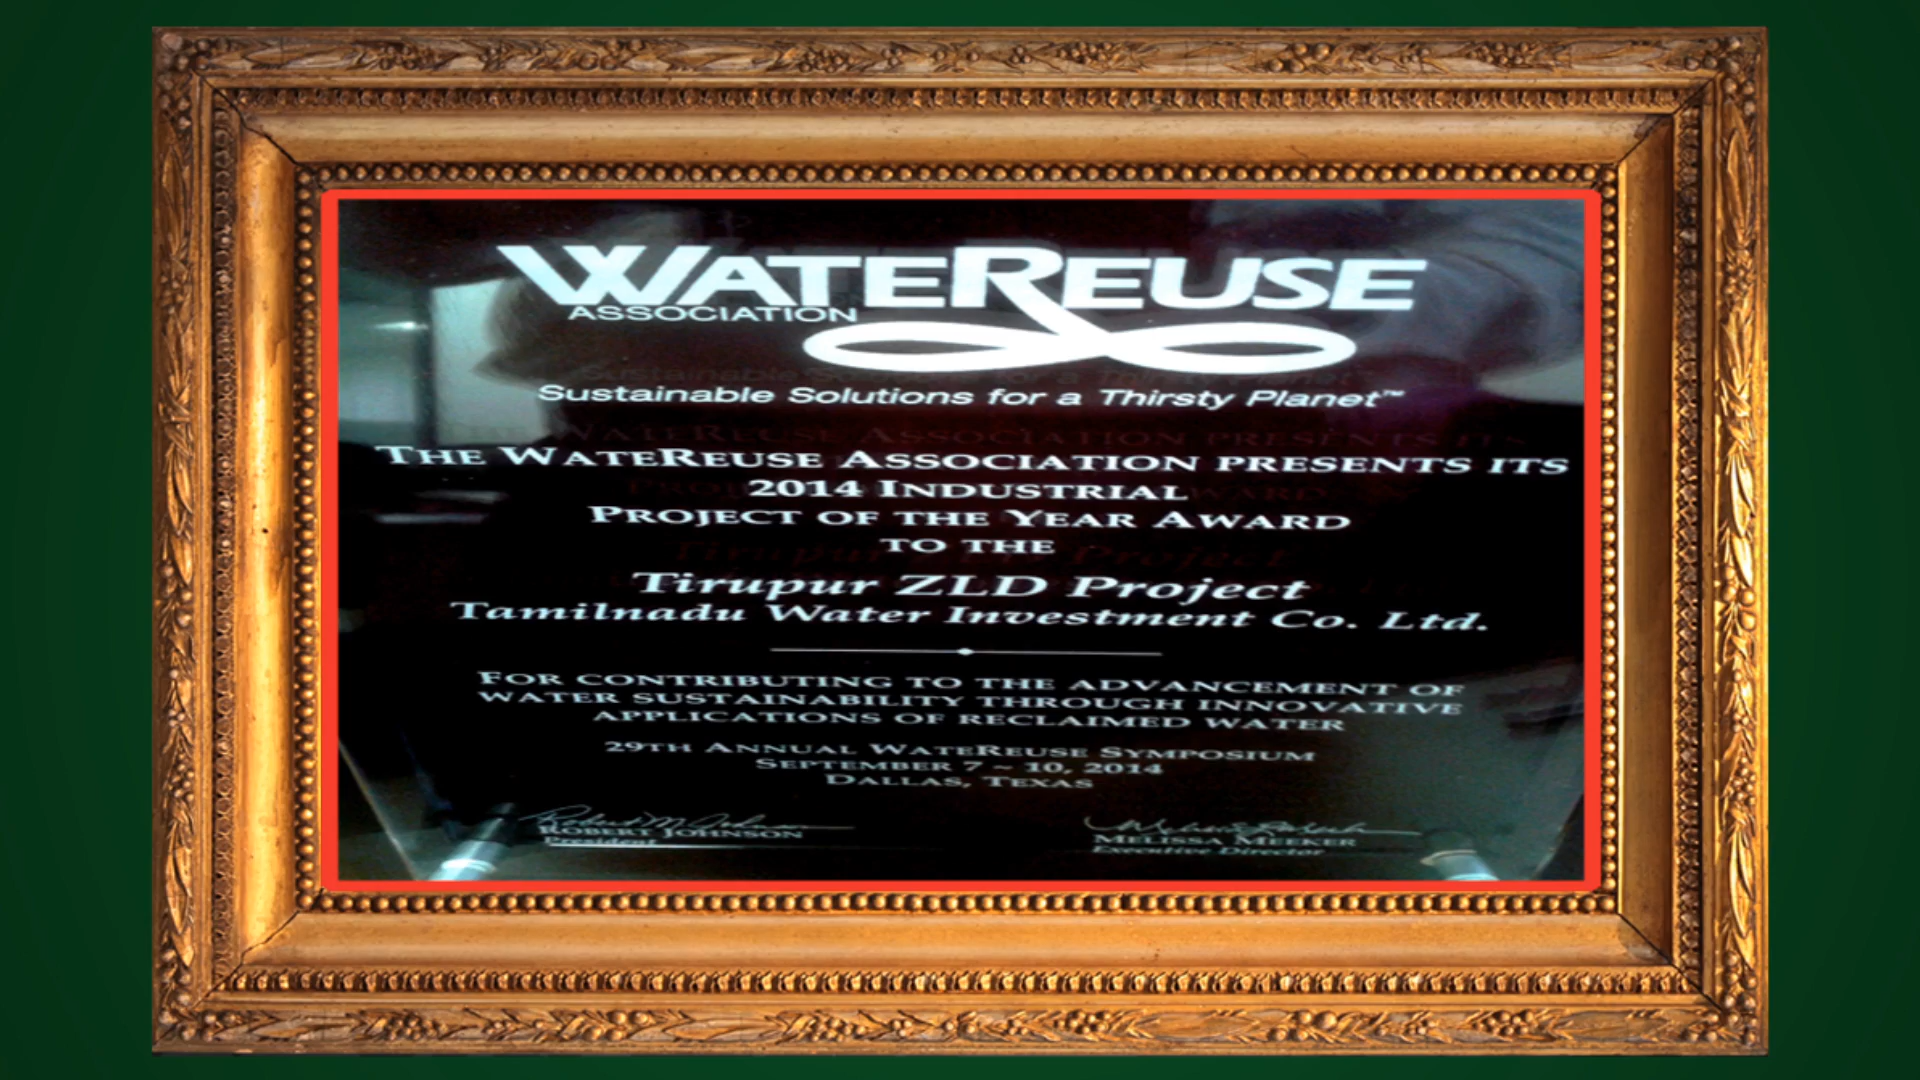 WATEREUSE
ASSOCIATION
Sustainable Solutions for a Thirsty Planet™
THE WATEREUSE ASSOCIATION PRESENTS ITS
2014 INDUSTRIAL
PROJECT OF THE YEAR AWARD
TO THE
Tirupur ZLD Project
Tamilnadu Water Investment Co. Ltd.
FOR CONTRIBUTING TO THE ADVANCEMENT OF
WATER SUSTAINABILITY THROUGH INNOVATIVE
APPLICATIONS OF RECLAIMED WATER
29TH ANNUAL WATEREUSE SYMPOSIUM
SEPTEMBER 7 ~ 10, 2014
DALLAS, TEXAS
ROBERT JOHNSON
President
MELISSA MEEKER
Executive Director